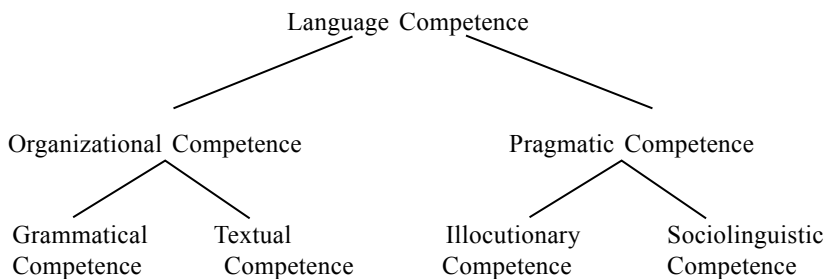 Language Competence
Organizational Competence
Pragmatic Competence
Grammatical Competence
Textual Competence
Illocutionary Competence
Sociolinguistic Competence